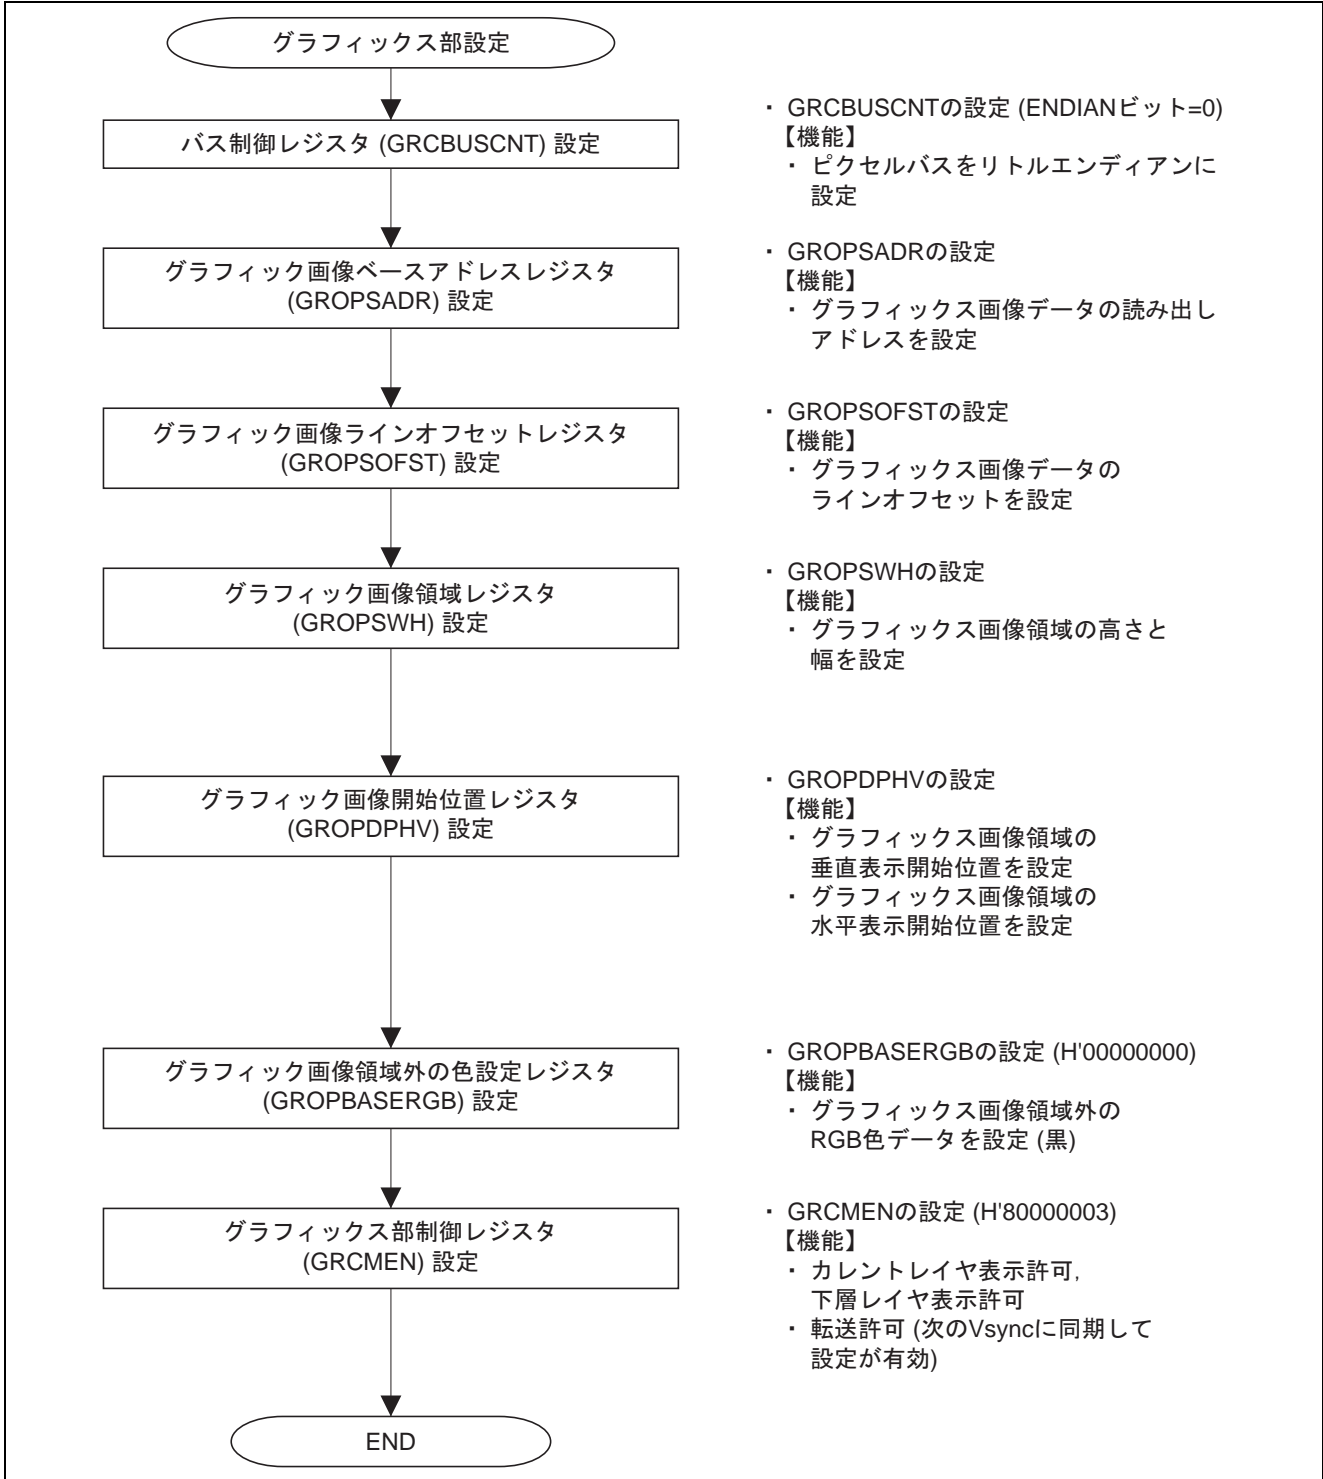 グラフィックス部設定
バス制御レジスタ (GRCBUSCNT) 設定
・ GRCBUSCNTの設定 (ENDIANビット=0)
【機能】
・ ピクセルバスをリトルエンディアンに
設定
グラフィック画像ベースアドレスレジスタ
(GROPSADR) 設定
・ GROPSADRの設定
【機能】
・ グラフィックス画像データの読み出し
アドレスを設定
グラフィック画像ラインオフセットレジスタ
(GROPSOFST) 設定
・ GROPSOFSTの設定
【機能】
・ グラフィックス画像データの
ラインオフセットを設定
グラフィック画像領域レジスタ
(GROPSWH) 設定
・ GROPSWHの設定
【機能】
・ グラフィックス画像領域の高さと
幅を設定
グラフィック画像開始位置レジスタ
(GROPDPHV) 設定
・ GROPDPHVの設定
【機能】
・ グラフィックス画像領域の
垂直表示開始位置を設定
・ グラフィックス画像領域の
水平表示開始位置を設定
グラフィック画像領域外の色設定レジスタ
(GROPBASERGB) 設定
・ GROPBASERGBの設定 (H'00000000)
【機能】
・ グラフィックス画像領域外の
RGB色データを設定 (黒)
グラフィックス部制御レジスタ
(GRCMEN) 設定
・ GRCMENの設定 (H'80000003)
【機能】
・ カレントレイヤ表示許可,
下層レイヤ表示許可
・ 転送許可 (次のVsyncに同期して
設定が有効)
END